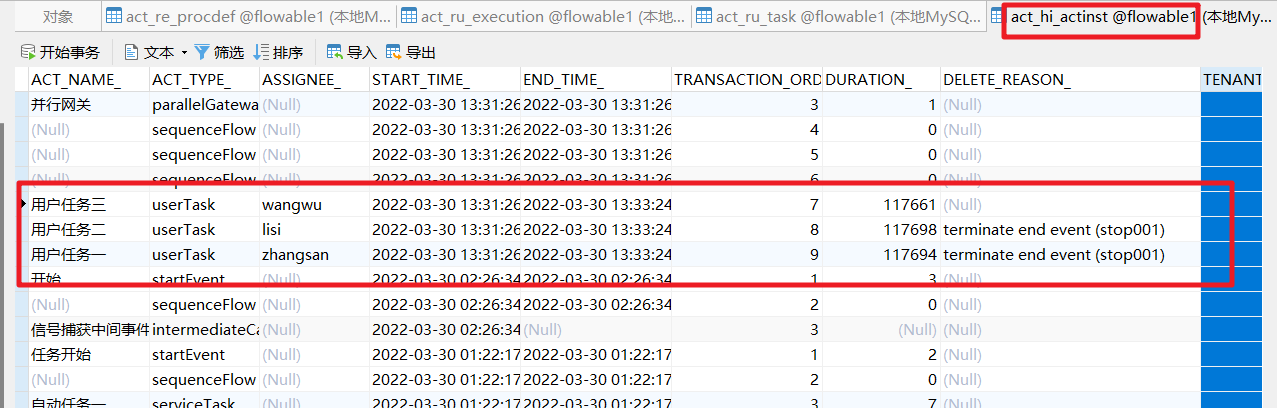 对象 act_re_procdef @flowable1 (本地M... act_ru_execution @flowable1 (本地... act_ru_task @flowable1 (本地MySQ... act_hi_actinst @flowable1 (本地My...
开始事务 文本 筛选 排序 导入 导出
ACT_NAME_ ACT_TYPE_ ASSIGNEE_ START_TIME_ END_TIME_ TRANSACTION_ORD DURATION_ DELETE_REASON_ TENANT
并行网关 parallelGatewa (Null) 2022-03-30 13:31:26 2022-03-30 13:31:26 3 1 (Null)
(Null) sequenceFlow (Null) 2022-03-30 13:31:26 2022-03-30 13:31:26 4 0 (Null)
(Null) sequenceFlow (Null) 2022-03-30 13:31:26 2022-03-30 13:31:26 5 0 (Null)
(Null) sequenceFlow (Null) 2022-03-30 13:31:26 2022-03-30 13:31:26 6 0 (Null)
用户任务三 userTask wangwu 2022-03-30 13:31:26 2022-03-30 13:33:24 7 117661 (Null)
用户任务二 userTask lisi 2022-03-30 13:31:26 2022-03-30 13:33:24 8 117698 terminate end event (stop001)
用户任务一 userTask zhangsan 2022-03-30 13:31:26 2022-03-30 13:33:24 9 117694 terminate end event (stop001)
开始 startEvent (Null) 2022-03-30 02:26:34 2022-03-30 02:26:34 1 3 (Null)
(Null) sequenceFlow (Null) 2022-03-30 02:26:34 2022-03-30 02:26:34 2 0 (Null)
信号捕获中间事件 intermediateCa (Null) 2022-03-30 02:26:34 (Null) 3 (Null) (Null)
任务开始 startEvent (Null) 2022-03-30 01:22:17 2022-03-30 01:22:17 1 2 (Null)
(Null) sequenceFlow (Null) 2022-03-30 01:22:17 2022-03-30 01:22:17 2 0 (Null)
自动任务一 serviceTask (Null) 2022-03-30 01:22:17 2022-03-30 01:22:17 3 7 (Null)